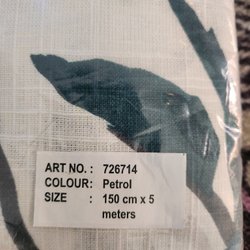 ART NO. : 726714
COLOUR: Petrol
SIZE : 150 cm x 5
meters